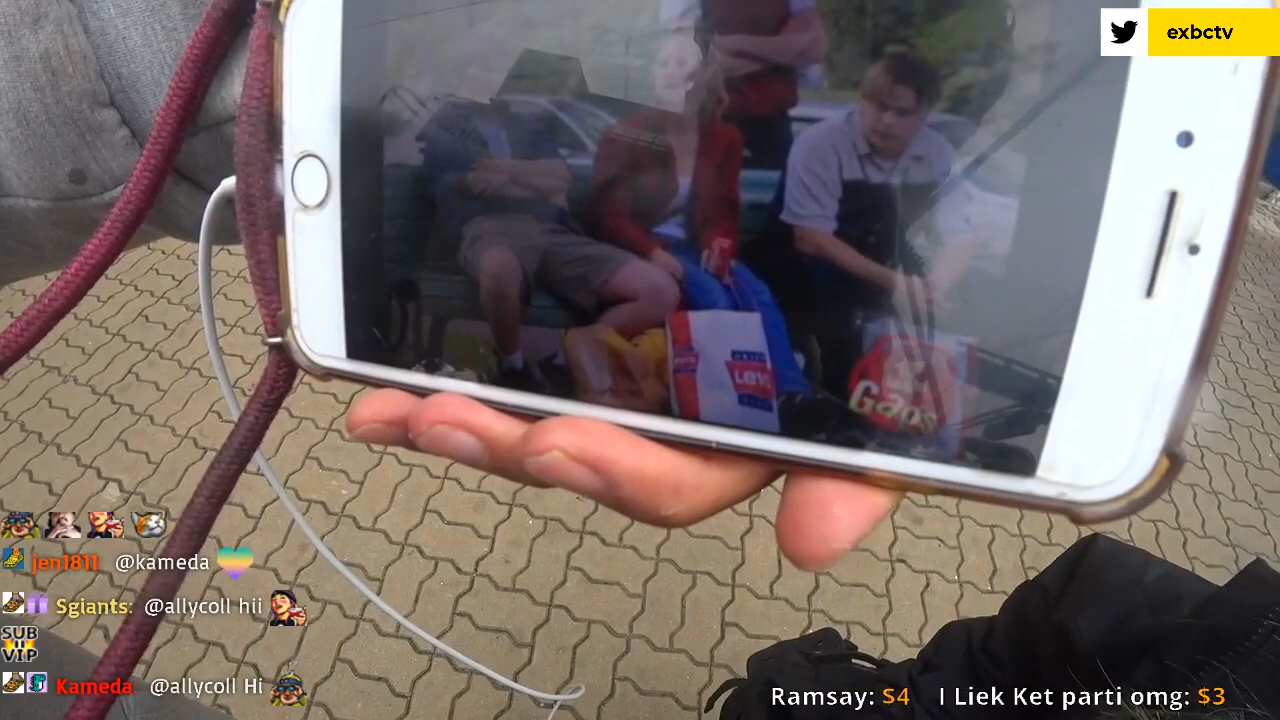 exbctv
LEVI
Gaps
jen1811: @kameda
Sgiants: @allycoll hii
SUB
VIP
Kameda: @allycoll Hi
Ramsay: $4 I Liek Ket parti omg: $3